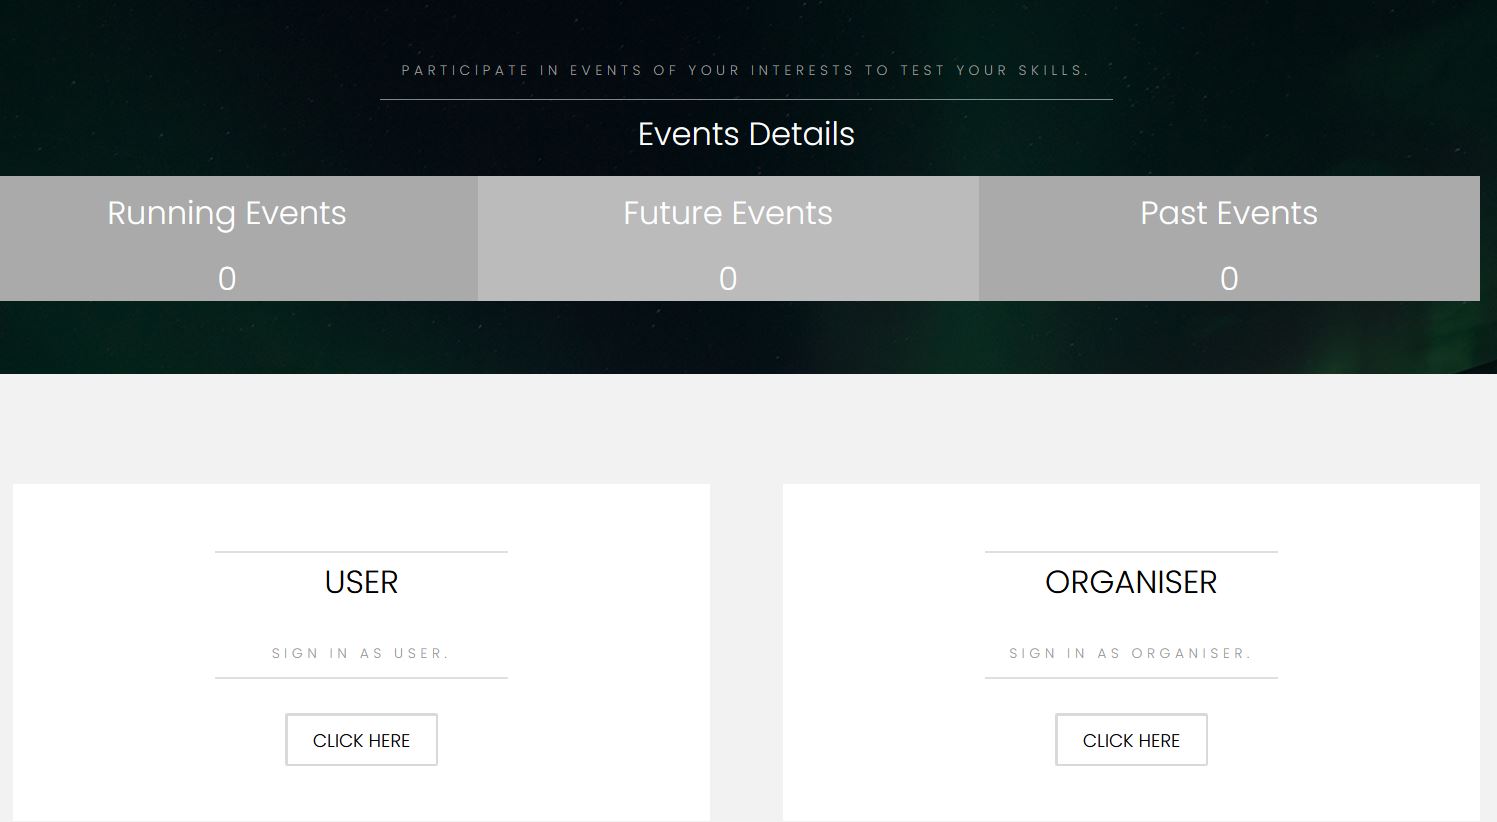 PARTICIPATE IN EVENTS OF YOUR INTERESTS TO TEST YOUR SKILLS.
Events Details
Running Events
Future Events
Past Events
0
0
0
USER
ORGANISER
SIGN IN AS USER.
SIGN IN AS ORGANISER.
CLICK HERE
CLICK HERE